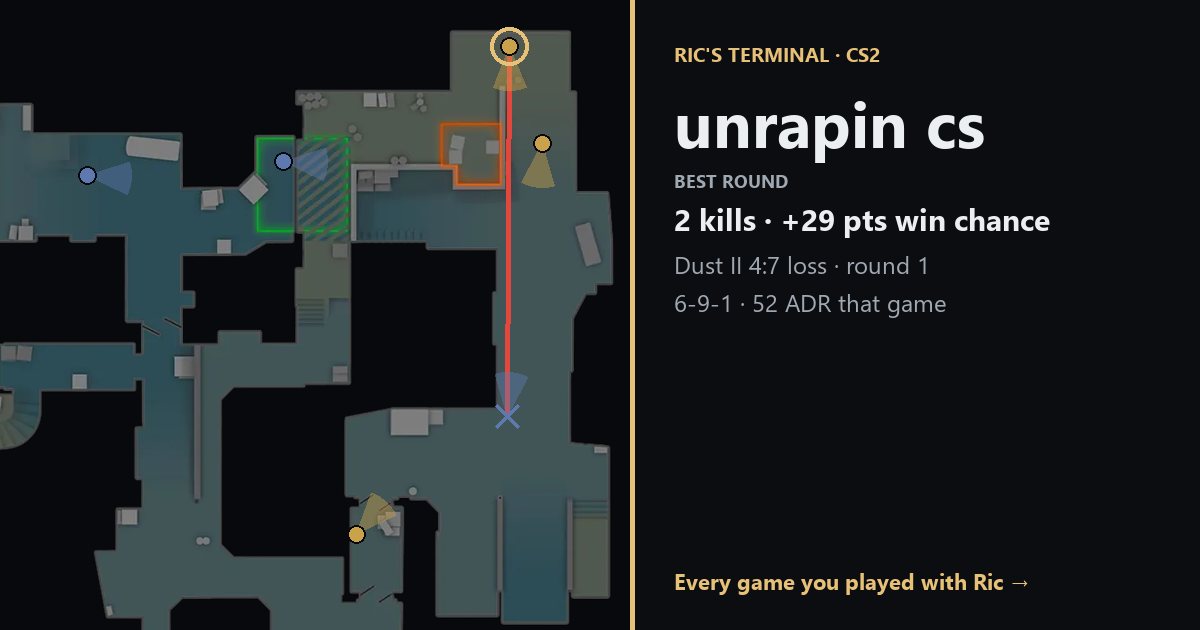 RIC'S TERMINAL · CS2
unrapin cs
BEST ROUND
2 kills · +29 pts win chance
Dust II 4:7 loss · round 1
6-9-1 · 52 ADR that game
Every game you played with Ric →